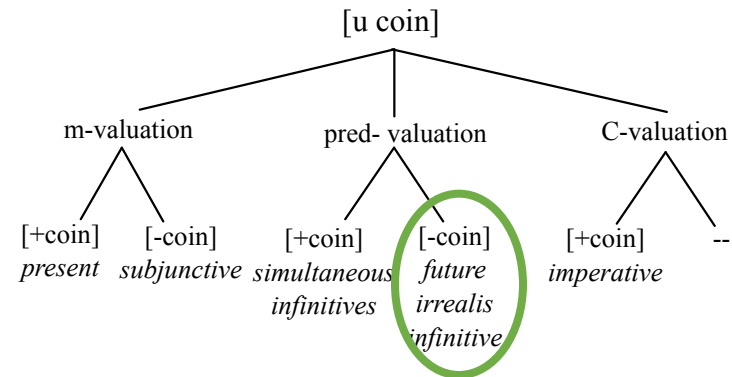 [u coin]
m-valuation pred- valuation C-valuation
[+coin] [-coin] [+coin] [-coin] [+coin] --
present subjunctive simultaneous future imperative
infinitives irrealis
infinitive